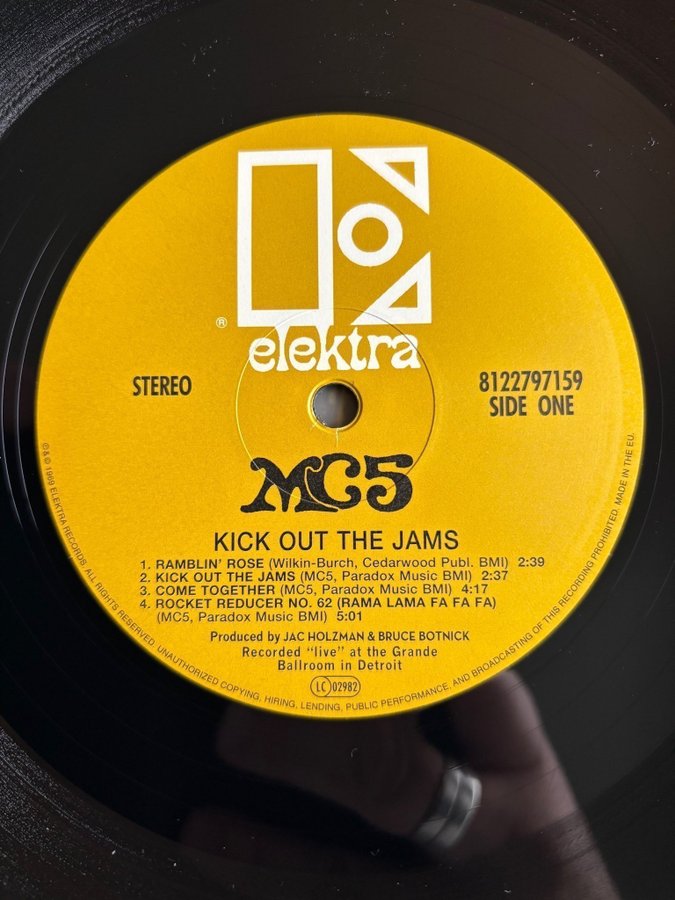 ®
elektra
STEREO
8122797159
SIDE ONE
MC5
KICK OUT THE JAMS
1. RAMBLIN' ROSE (Wilkin-Burch, Cedarwood Publ. BMI) 2:39
2. KICK OUT THE JAMS (MC5, Paradox Music BMI) 2:37
3. COME TOGETHER (MC5, Paradox Music BMI) 4:17
4. ROCKET REDUCER NO. 62 (RAMA LAMA FA FA FA)
(MC5, Paradox Music BMI) 5:01
Produced by JAC HOLZMAN & BRUCE BOTNICK
Recorded "live" at the Grande
Ballroom in Detroit
LC 02982
℗ & © 1969 ELEKTRA RECORDS. ALL RIGHTS RESERVED. UNAUTHORIZED COPYING, HIRING, LENDING, PUBLIC PERFORMANCE, AND BROADCASTING OF THIS RECORDING PROHIBITED. MADE IN THE EU.